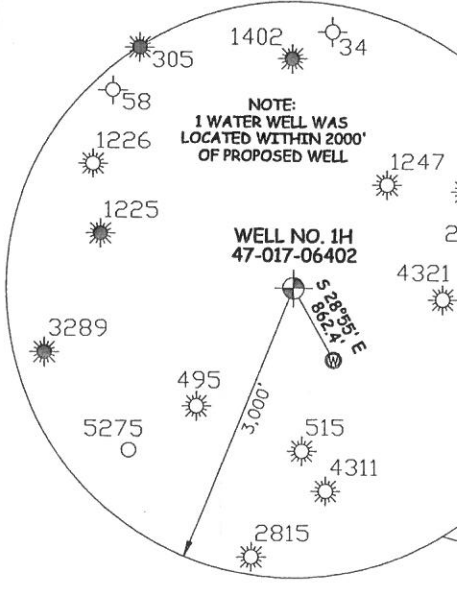 1402
34
305
58
NOTE:
1 WATER WELL WAS
LOCATED WITHIN 2000'
OF PROPOSED WELL
1226
1247
1225
2
WELL NO. 1H
47-017-06402
4321
S 28°55' E
862.4'
W
3289
495
3,000'
5275
515
4311
2815